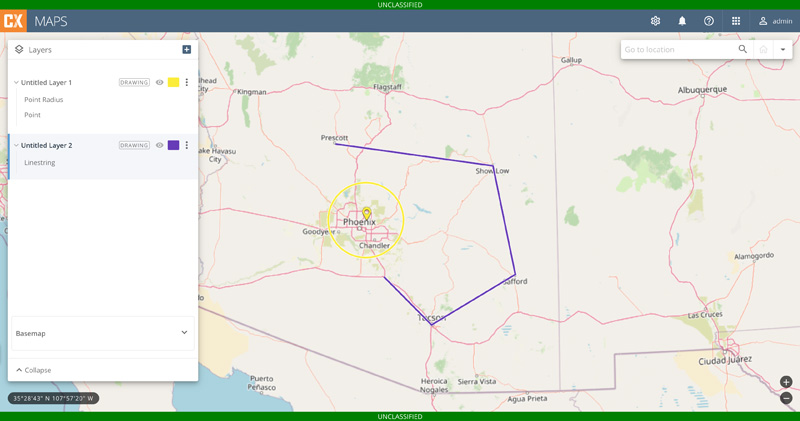 UNCLASSIFIED
CX MAPS
admin
Layers
Go to location
Untitled Layer 1
DRAWING
Point Radius
Point
Untitled Layer 2
DRAWING
Linestring
Basemap
Collapse
35°28'43" N 107°57'20" W
Gallup
Flagstaff
Kingman
Albuquerque
Lake Havasu
City
Prescott
Show Low
Phoenix
Goodyear
Chandler
Alamogordo
Safford
Tucson
Las Cruces
Ciudad Juárez
Puerto
Peñasco
Heroica
Nogales
Sierra Vista
Agua Prieta
UNCLASSIFIED